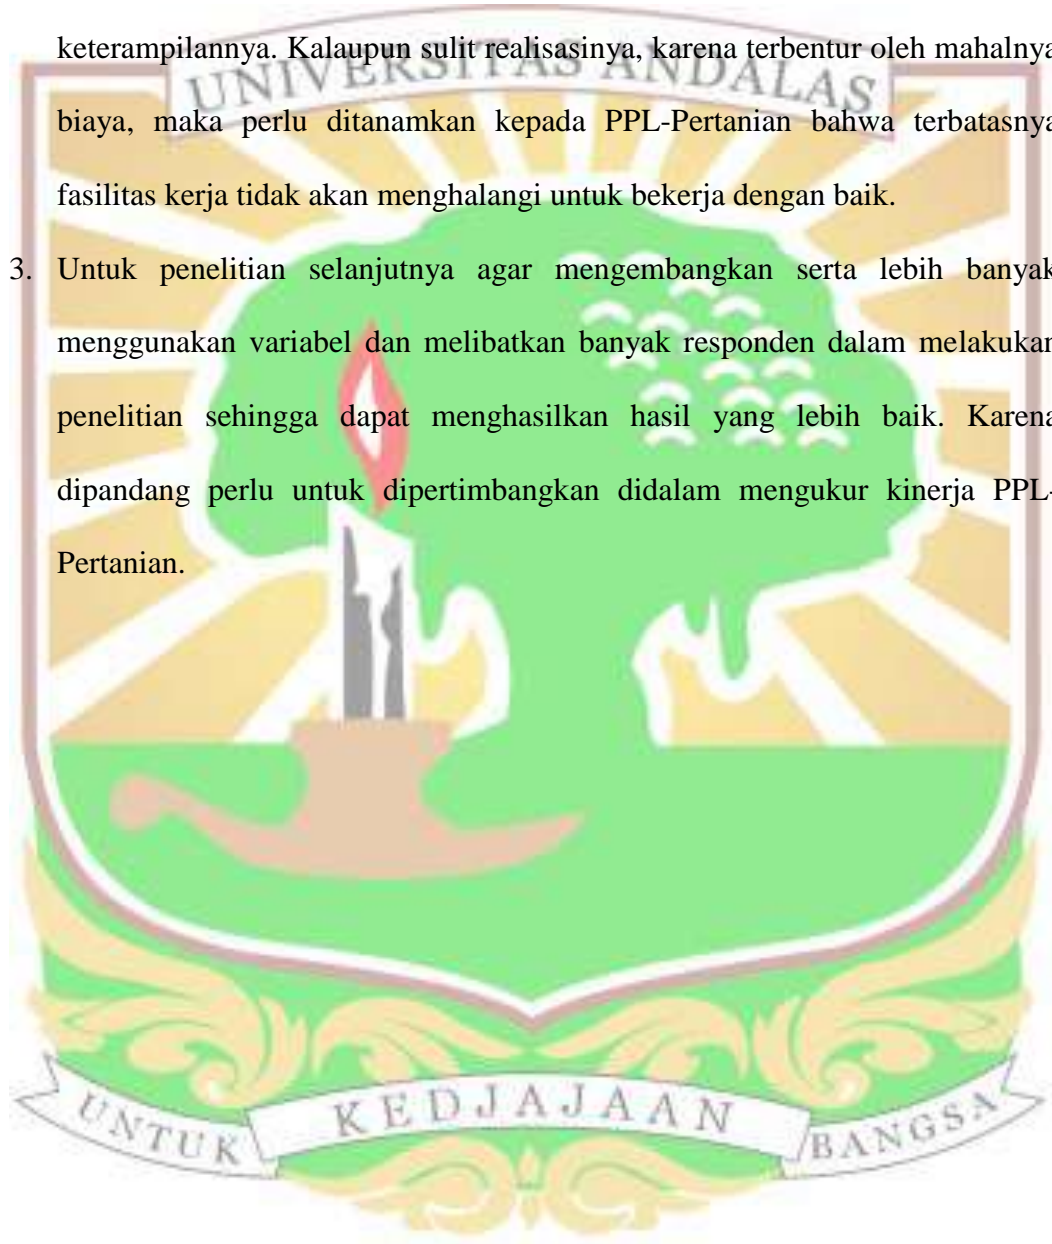 keterampilannya. Kalaupun sulit realisasinya, karena terbentur oleh mahalnya
UNIVERSITAS ANDALAS
biaya, maka perlu ditanamkan kepada PPL-Pertanian bahwa terbatasnya
fasilitas kerja tidak akan menghalangi untuk bekerja dengan baik.
3. Untuk penelitian selanjutnya agar mengembangkan serta lebih banyak
menggunakan variabel dan melibatkan banyak responden dalam melakukan
penelitian sehingga dapat menghasilkan hasil yang lebih baik. Karena
dipandang perlu untuk dipertimbangkan didalam mengukur kinerja PPL-
Pertanian.
UNTUK KEDJAJAAN BANGSA